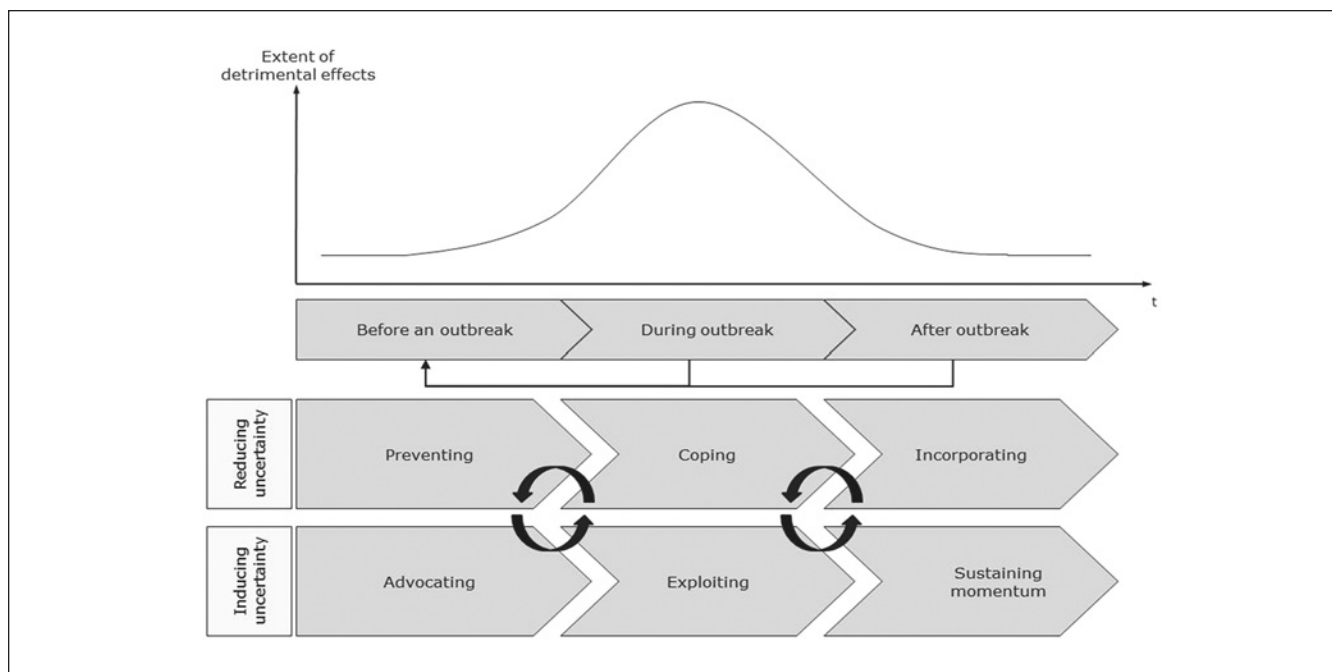 Extent of
detrimental effects
t
Before an outbreak
During outbreak
After outbreak
Reducing
uncertainty
Preventing
Coping
Incorporating
Inducing
uncertainty
Advocating
Exploiting
Sustaining
momentum